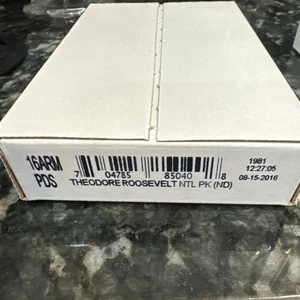 16ARM
PDS
7 04785 85040 8
THEODORE ROOSEVELT NTL PK (ND)
1981
12:27:05
08-15-2016